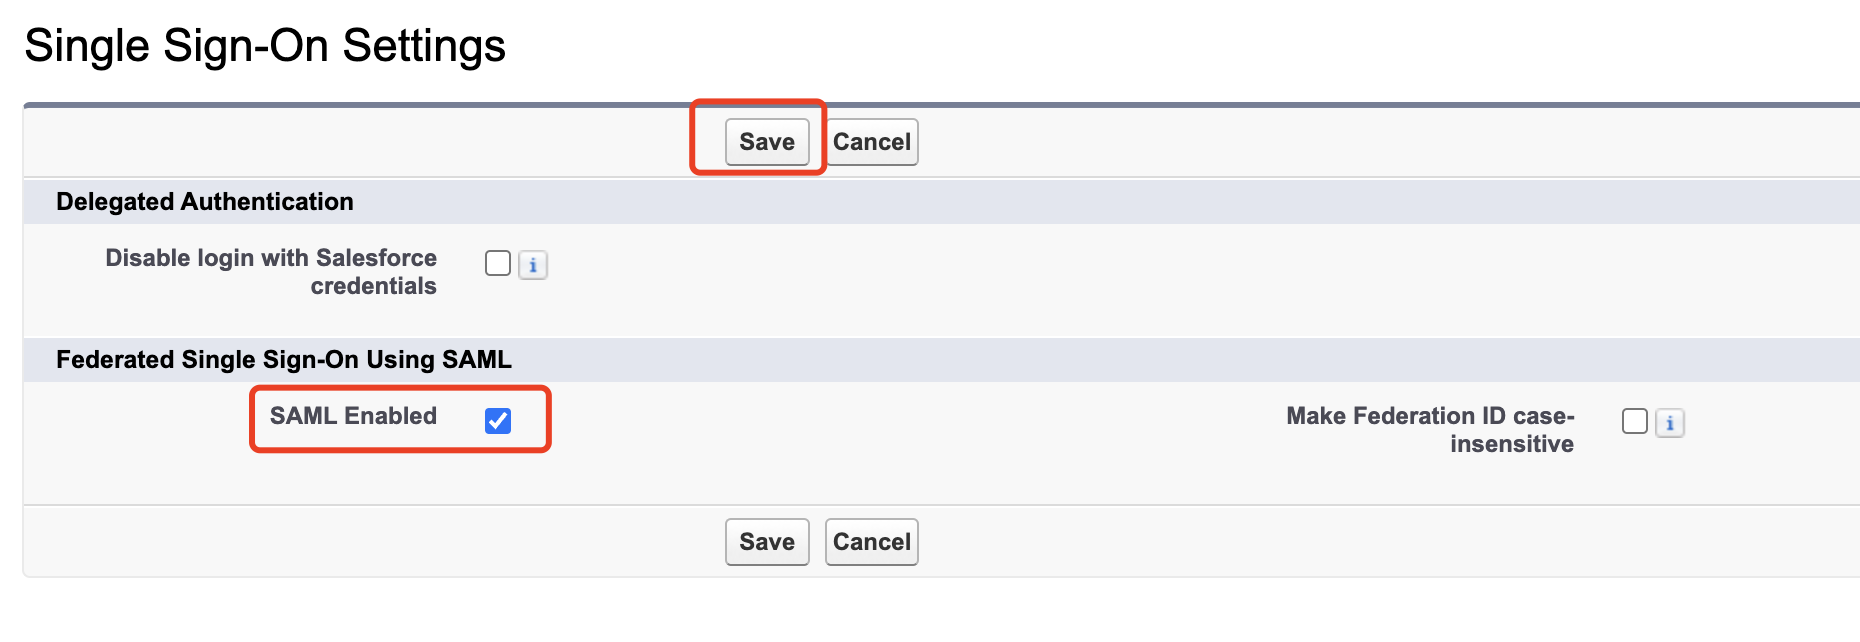 Single Sign-On Settings
Save Cancel
Delegated Authentication
Disable login with Salesforce
credentials
i
Federated Single Sign-On Using SAML
SAML Enabled
Make Federation ID case-
insensitive
i
Save Cancel